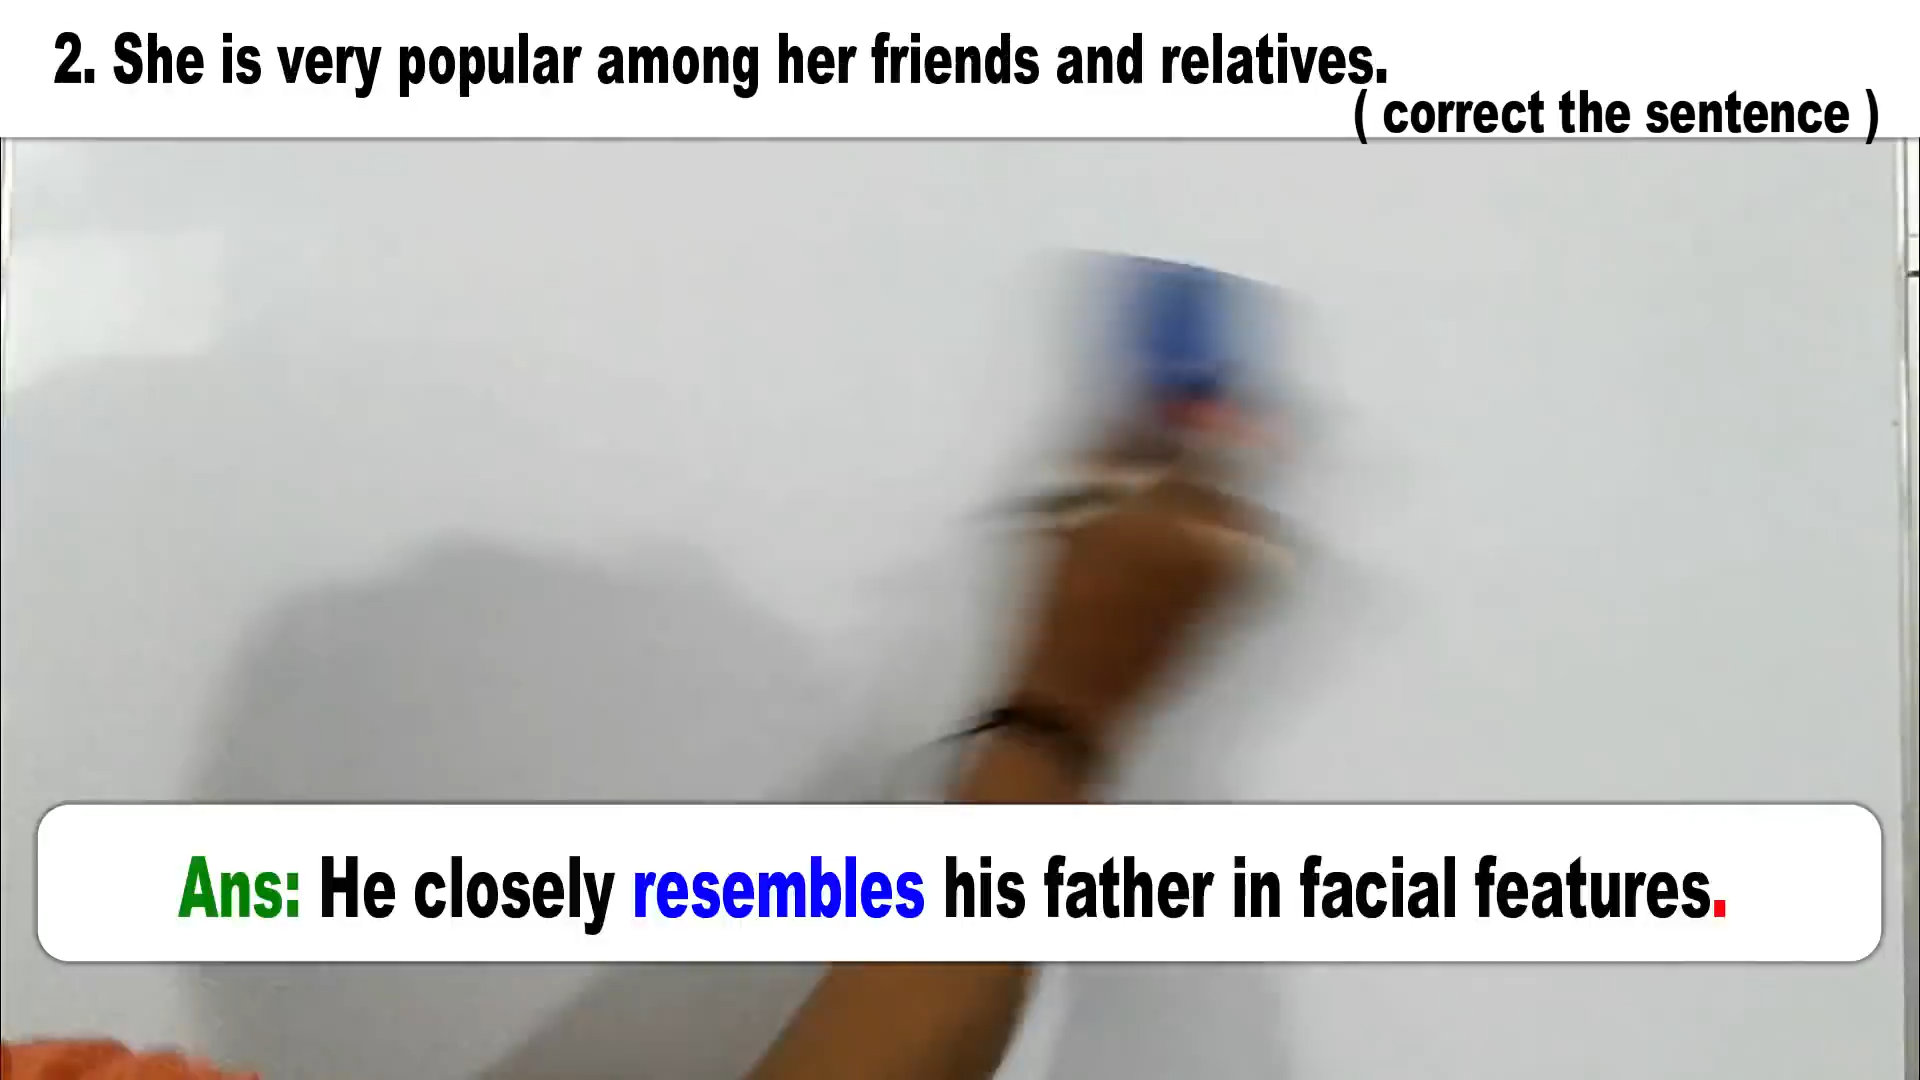 2. She is very popular among her friends and relatives.
( correct the sentence )
Ans: He closely resembles his father in facial features.